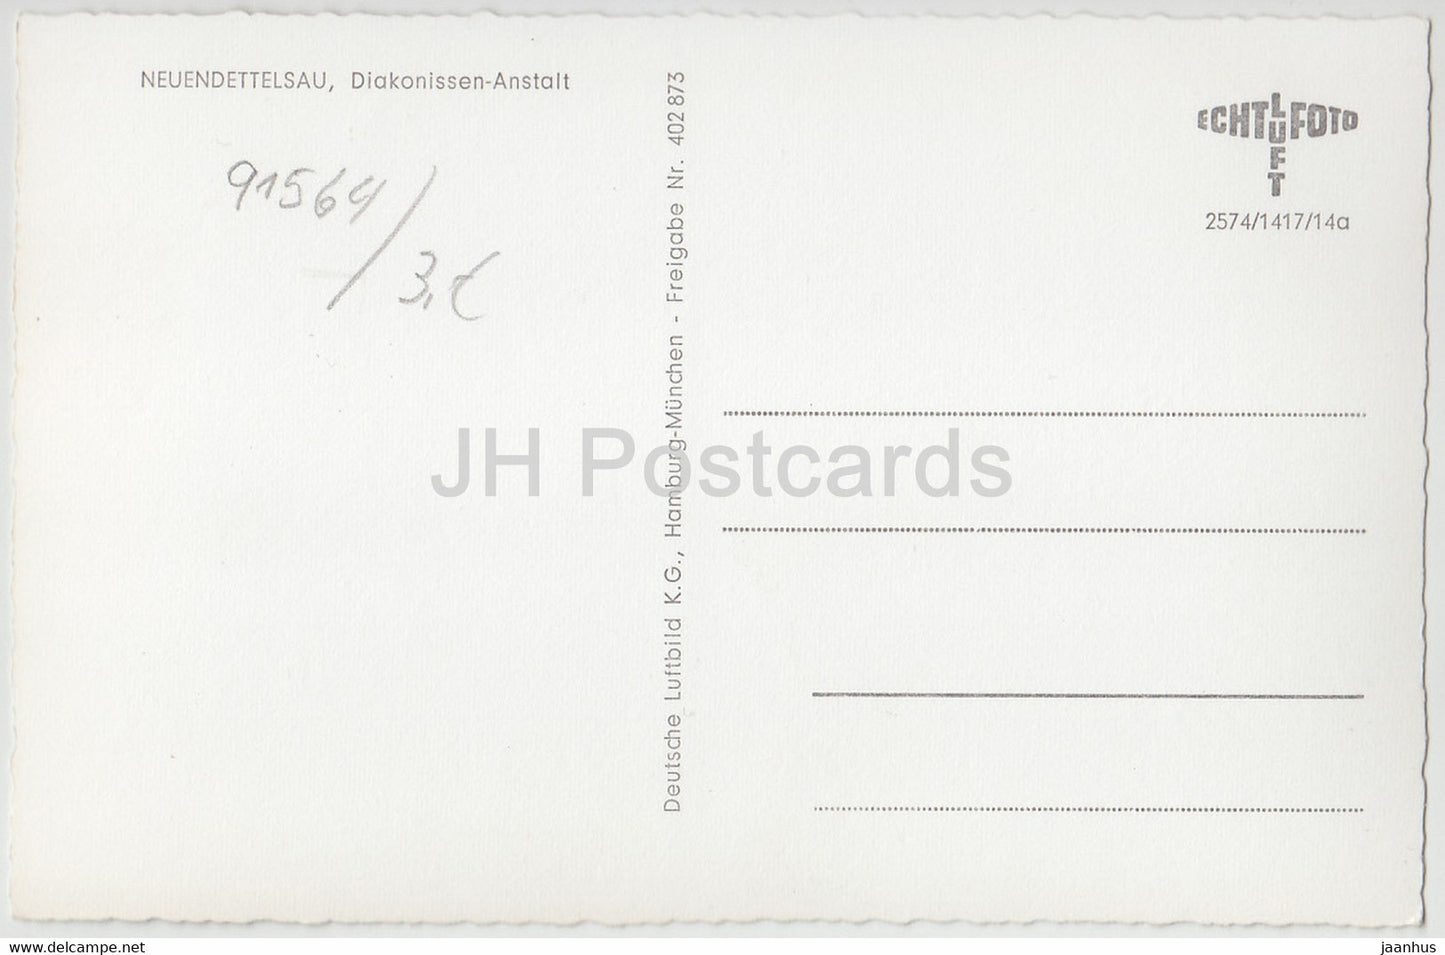 NEUENDETTELSAU, Diakonissen-Anstalt
91564/3,€
Deutsche Luftbild K.G., Hamburg-München - Freigabe Nr. 402 873
ECHT LUFT FOTO
2574/1417/14a
JH Postcards
www.delcampe.net
jaanhus